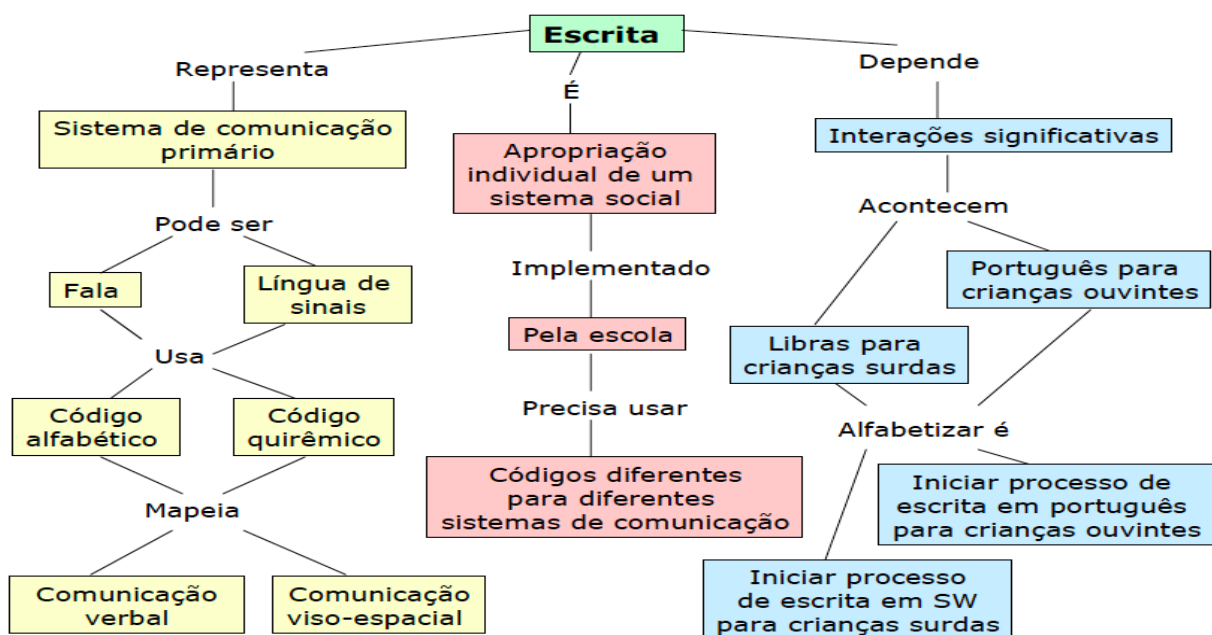 Escrita
Representa
Sistema de comunicação
primário
Pode ser
Fala
Língua de
sinais
Usa
Código
alfabético
Código
quirêmico
Mapeia
Comunicação
verbal
Comunicação
viso-espacial
É
Apropriação
individual de um
sistema social
Implementado
Pela escola
Precisa usar
Códigos diferentes
para diferentes
sistemas de comunicação
Depende
Interações significativas
Acontecem
Libras para
crianças surdas
Português para
crianças ouvintes
Alfabetizar é
Iniciar processo
de escrita em SW
para crianças surdas
Iniciar processo de
escrita em português
para crianças ouvintes